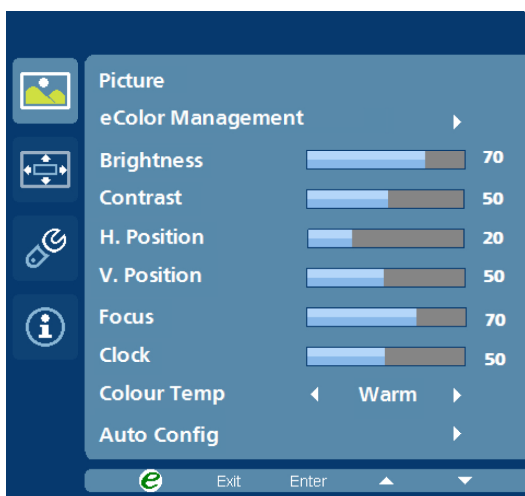 Picture
eColor Management
Brightness 70
Contrast 50
H. Position 20
V. Position 50
Focus 70
Clock 50
Colour Temp Warm
Auto Config
e Exit Enter